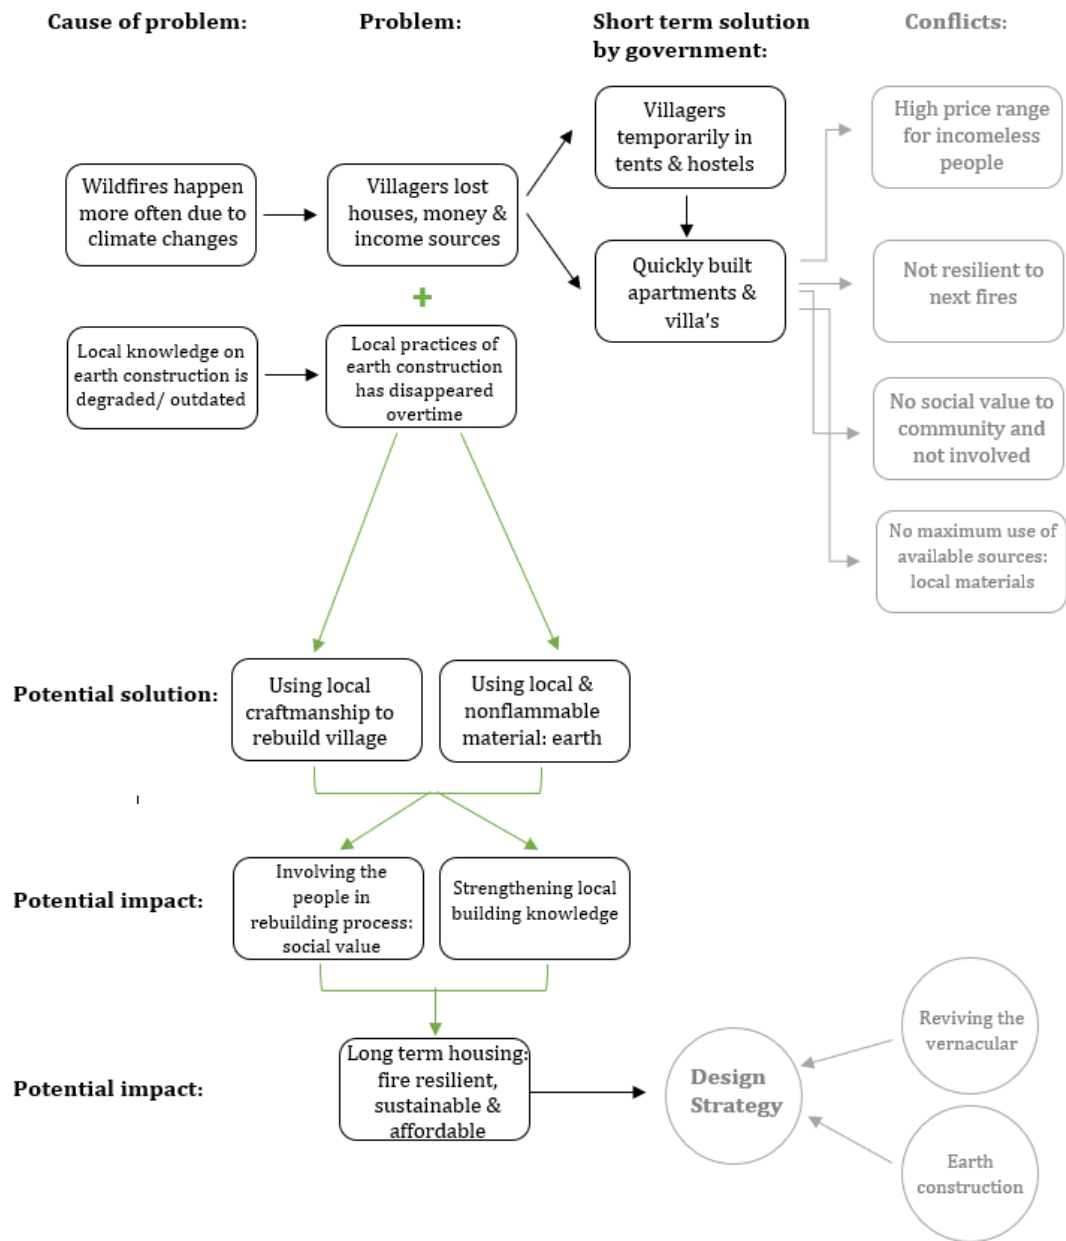 Cause of problem:
Problem:
Short term solution
by government:
Conflicts:
Villagers
temporarily in
tents & hostels
High price range
for incomeless
people
Wildfires happen
more often due to
climate changes
Villagers lost
houses, money &
income sources
Quickly built
apartments &
villa's
Not resilient to
next fires
+
Local knowledge on
earth construction is
degraded/ outdated
Local practices of
earth construction
has disappeared
overtime
No social value to
community and
not involved
No maximum use of
available sources:
local materials
Potential solution:
Using local
craftmanship to
rebuild village
Using local &
nonflammable
material: earth
Potential impact:
Involving the
people in
rebuilding process:
social value
Strengthening local
building knowledge
Potential impact:
Long term housing:
fire resilient,
sustainable &
affordable
Design
Strategy
Reviving the
vernacular
Earth
construction